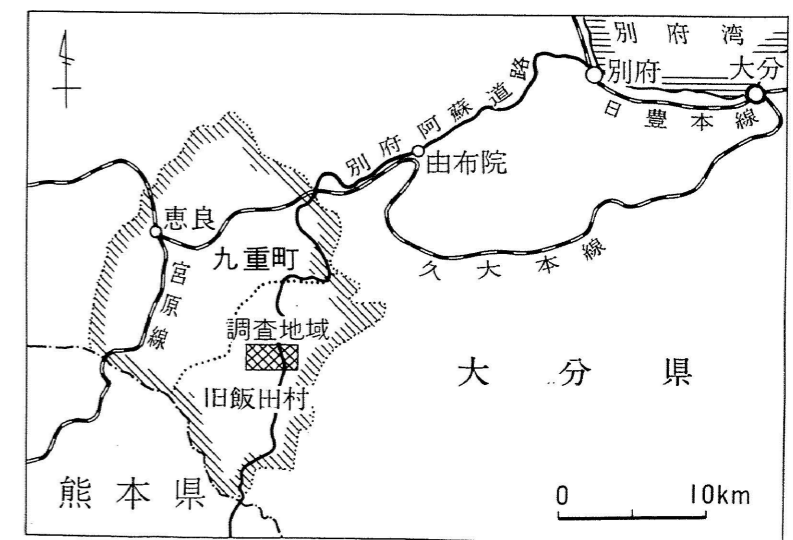 別府湾
別府
大分
日豊本線
別府阿蘇道路
由布院
恵良
九重町
久大本線
宮原線
調査地域
旧飯田村
大分県
熊本県
0 10km